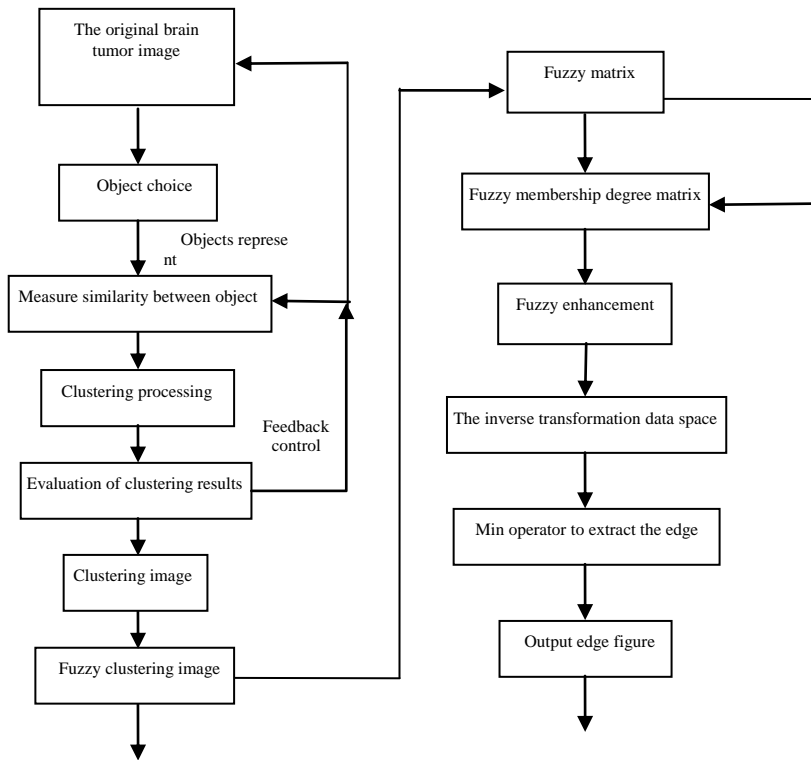 The original brain
tumor image
Object choice
Objects represe
nt
Measure similarity between object
Clustering processing
Feedback
control
Evaluation of clustering results
Clustering image
Fuzzy clustering image
Fuzzy matrix
Fuzzy membership degree matrix
Fuzzy enhancement
The inverse transformation data space
Min operator to extract the edge
Output edge figure